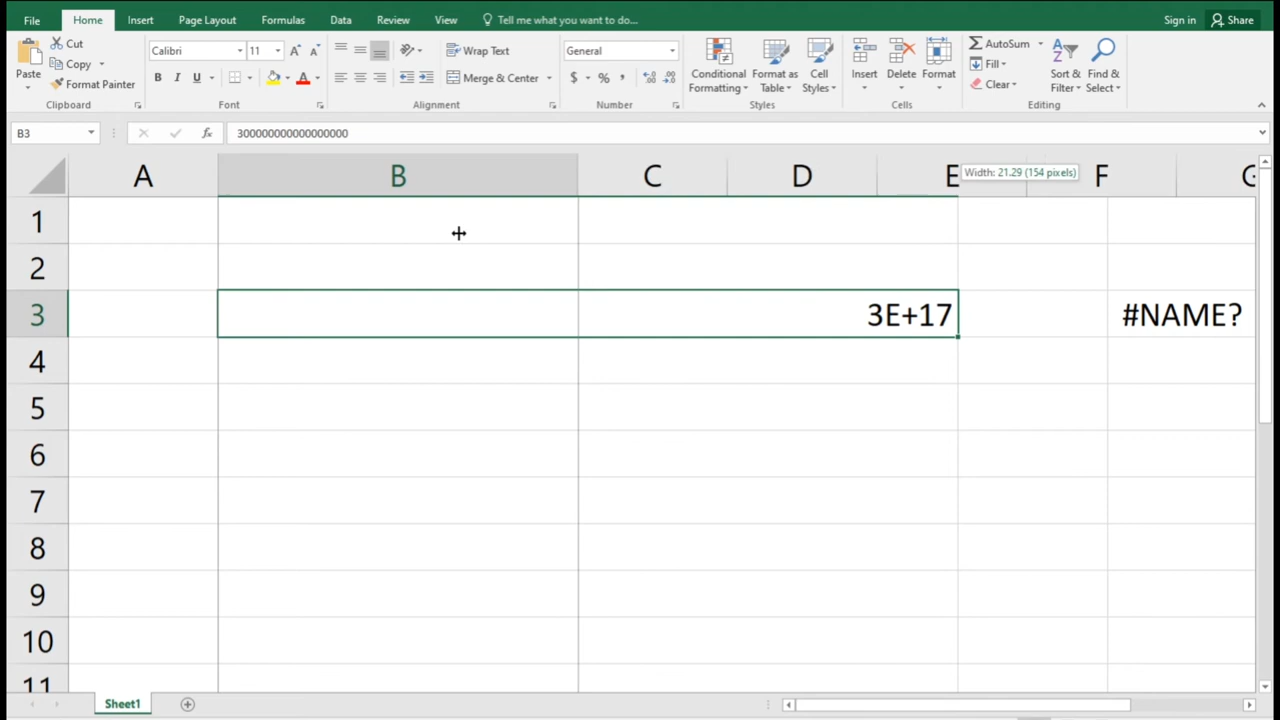 File Home Insert Page Layout Formulas Data Review View Tell me what you want to do... Sign in Share
Cut
Copy
Format Painter
Paste
Calibri 11 A A
B I U A
Wrap Text
Merge & Center
General
$ % ,
Conditional Formatting
Format as Table
Cell Styles
Insert Delete Format
AutoSum
Fill
Clear
Sort & Filter
Find & Select
Clipboard Font Alignment Number Styles Cells Editing
B3 fx 300000000000000000
A B C D E Width: 21.29 (154 pixels) F G
1
2
3 3E+17 #NAME?
4
5
6
7
8
9
10
11
Sheet1